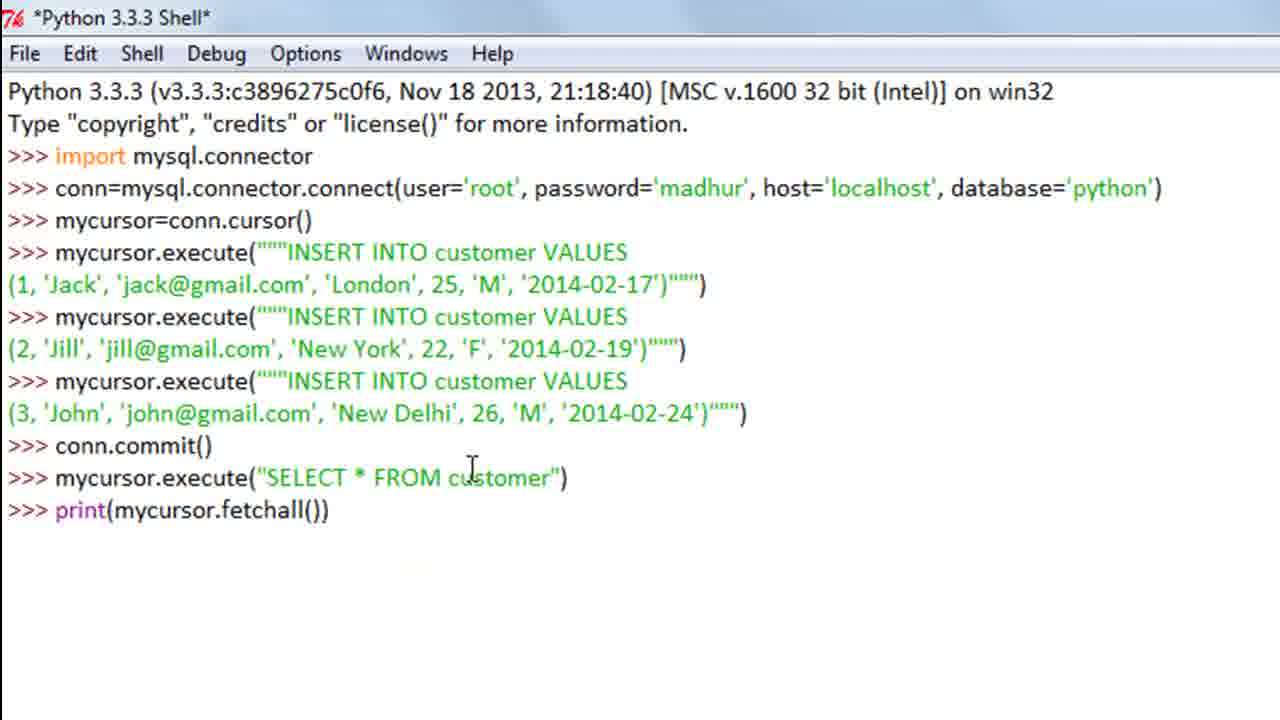 *Python 3.3.3 Shell*
File Edit Shell Debug Options Windows Help
Python 3.3.3 (v3.3.3:c3896275c0f6, Nov 18 2013, 21:18:40) [MSC v.1600 32 bit (Intel)] on win32
Type "copyright", "credits" or "license()" for more information.
>>> import mysql.connector
>>> conn=mysql.connector.connect(user='root', password='madhur', host='localhost', database='python')
>>> mycursor=conn.cursor()
>>> mycursor.execute("""INSERT INTO customer VALUES
(1, 'Jack', 'jack@gmail.com', 'London', 25, 'M', '2014-02-17')""")
>>> mycursor.execute("""INSERT INTO customer VALUES
(2, 'Jill', 'jill@gmail.com', 'New York', 22, 'F', '2014-02-19')""")
>>> mycursor.execute("""INSERT INTO customer VALUES
(3, 'John', 'john@gmail.com', 'New Delhi', 26, 'M', '2014-02-24')""")
>>> conn.commit()
>>> mycursor.execute("SELECT * FROM customer")
>>> print(mycursor.fetchall())